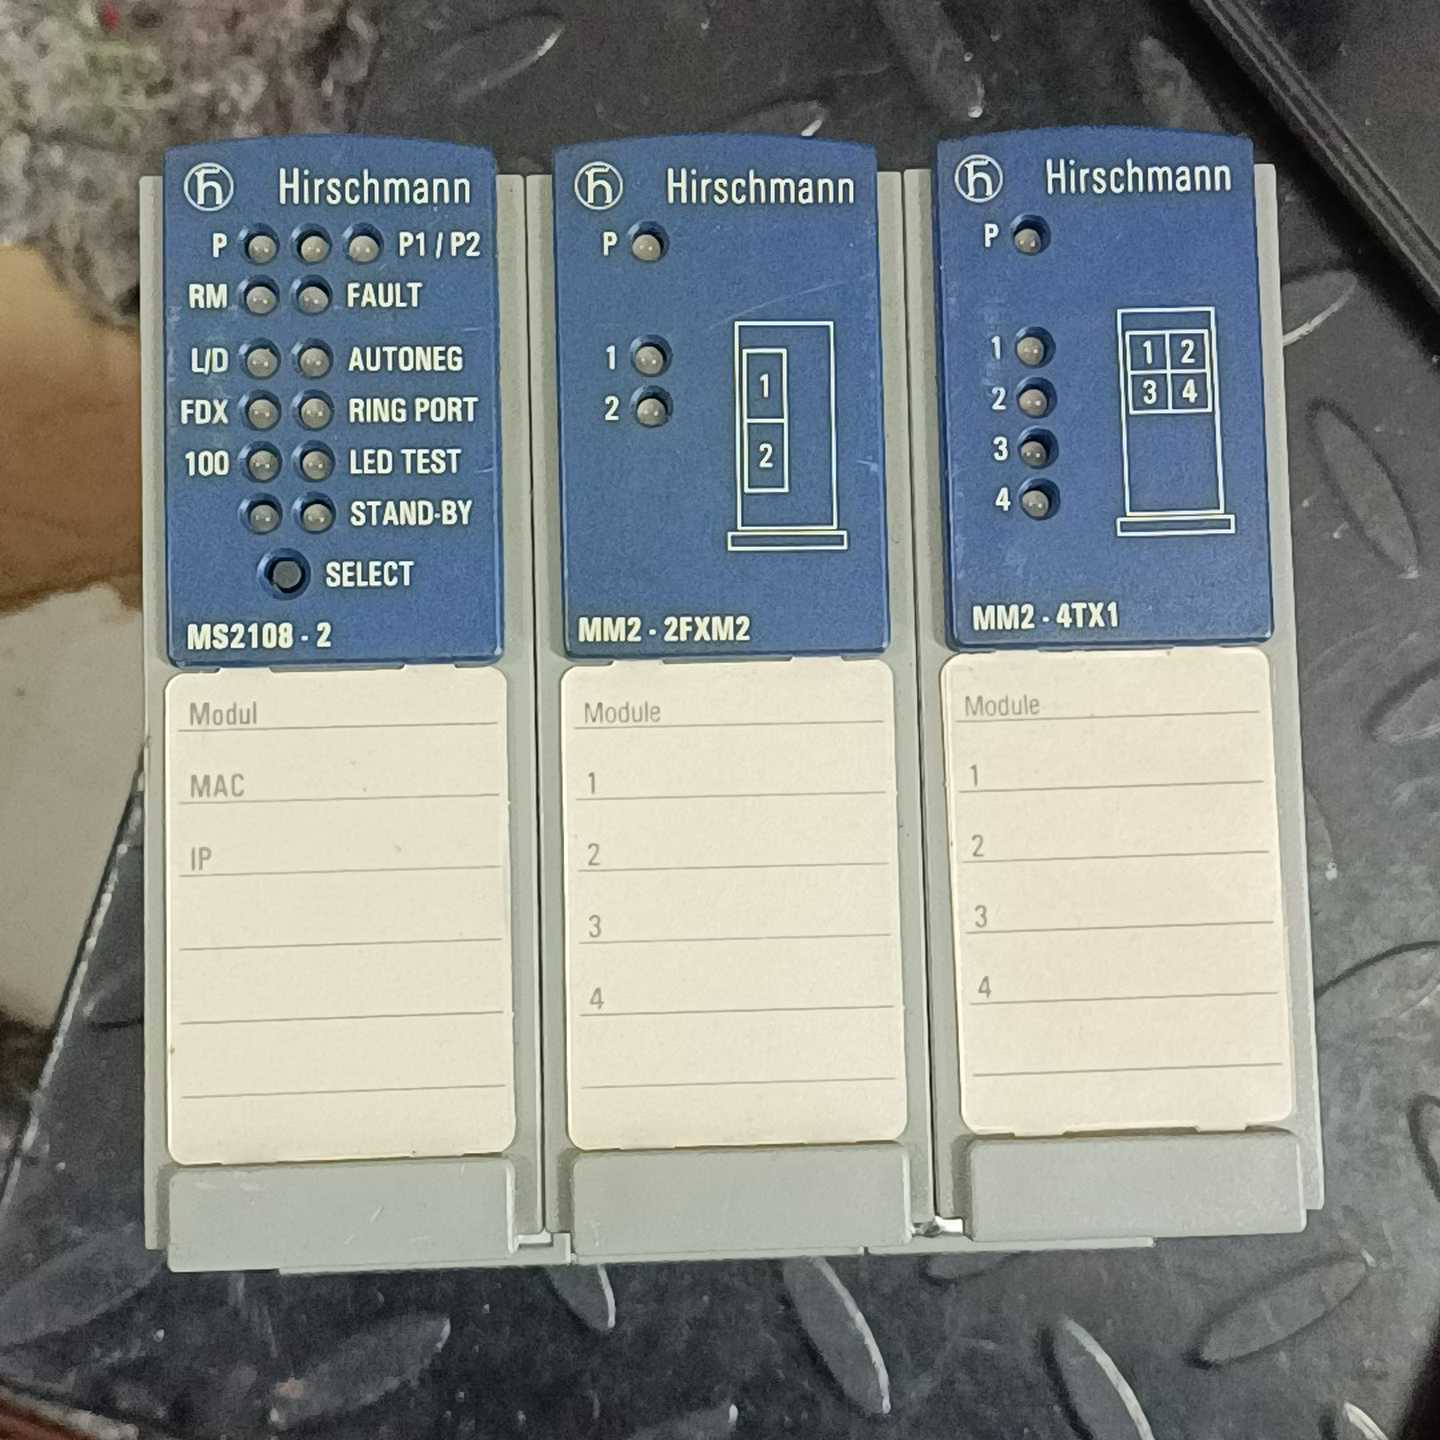 Hirschmann
P P1 / P2
RM FAULT
L/D AUTONEG
FDX RING PORT
100 LED TEST
STAND-BY
SELECT
MS2108 - 2
Modul
MAC
IP
Hirschmann
P
1
2
1
2
MM2 - 2FXM2
Module
1
2
3
4
Hirschmann
P
1
2
3
4
1 2
3 4
MM2 - 4TX1
Module
1
2
3
4